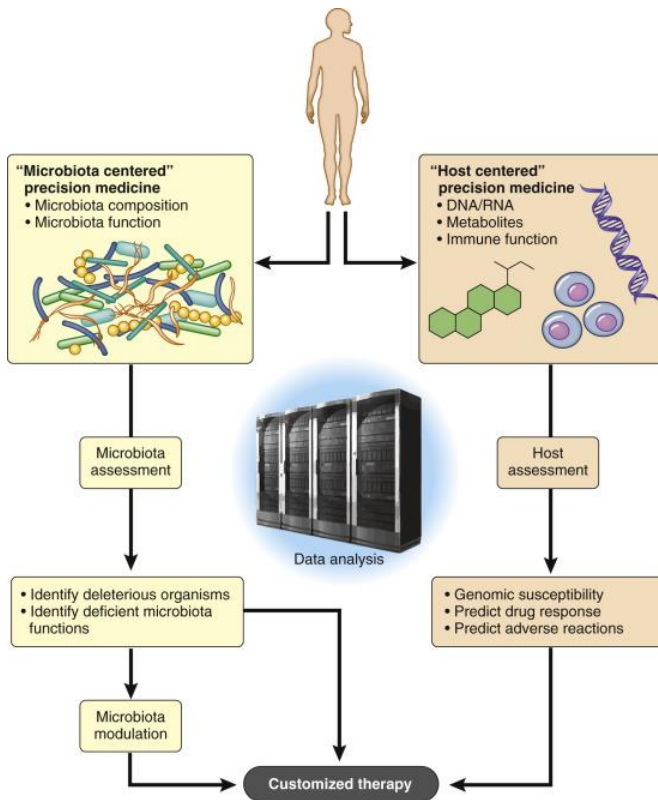 “Microbiota centered”
precision medicine
• Microbiota composition
• Microbiota function
“Host centered”
precision medicine
• DNA/RNA
• Metabolites
• Immune function
Microbiota
assessment
Data analysis
Host
assessment
• Identify deleterious organisms
• Identify deficient microbiota
functions
• Genomic susceptibility
• Predict drug response
• Predict adverse reactions
Microbiota
modulation
Customized therapy